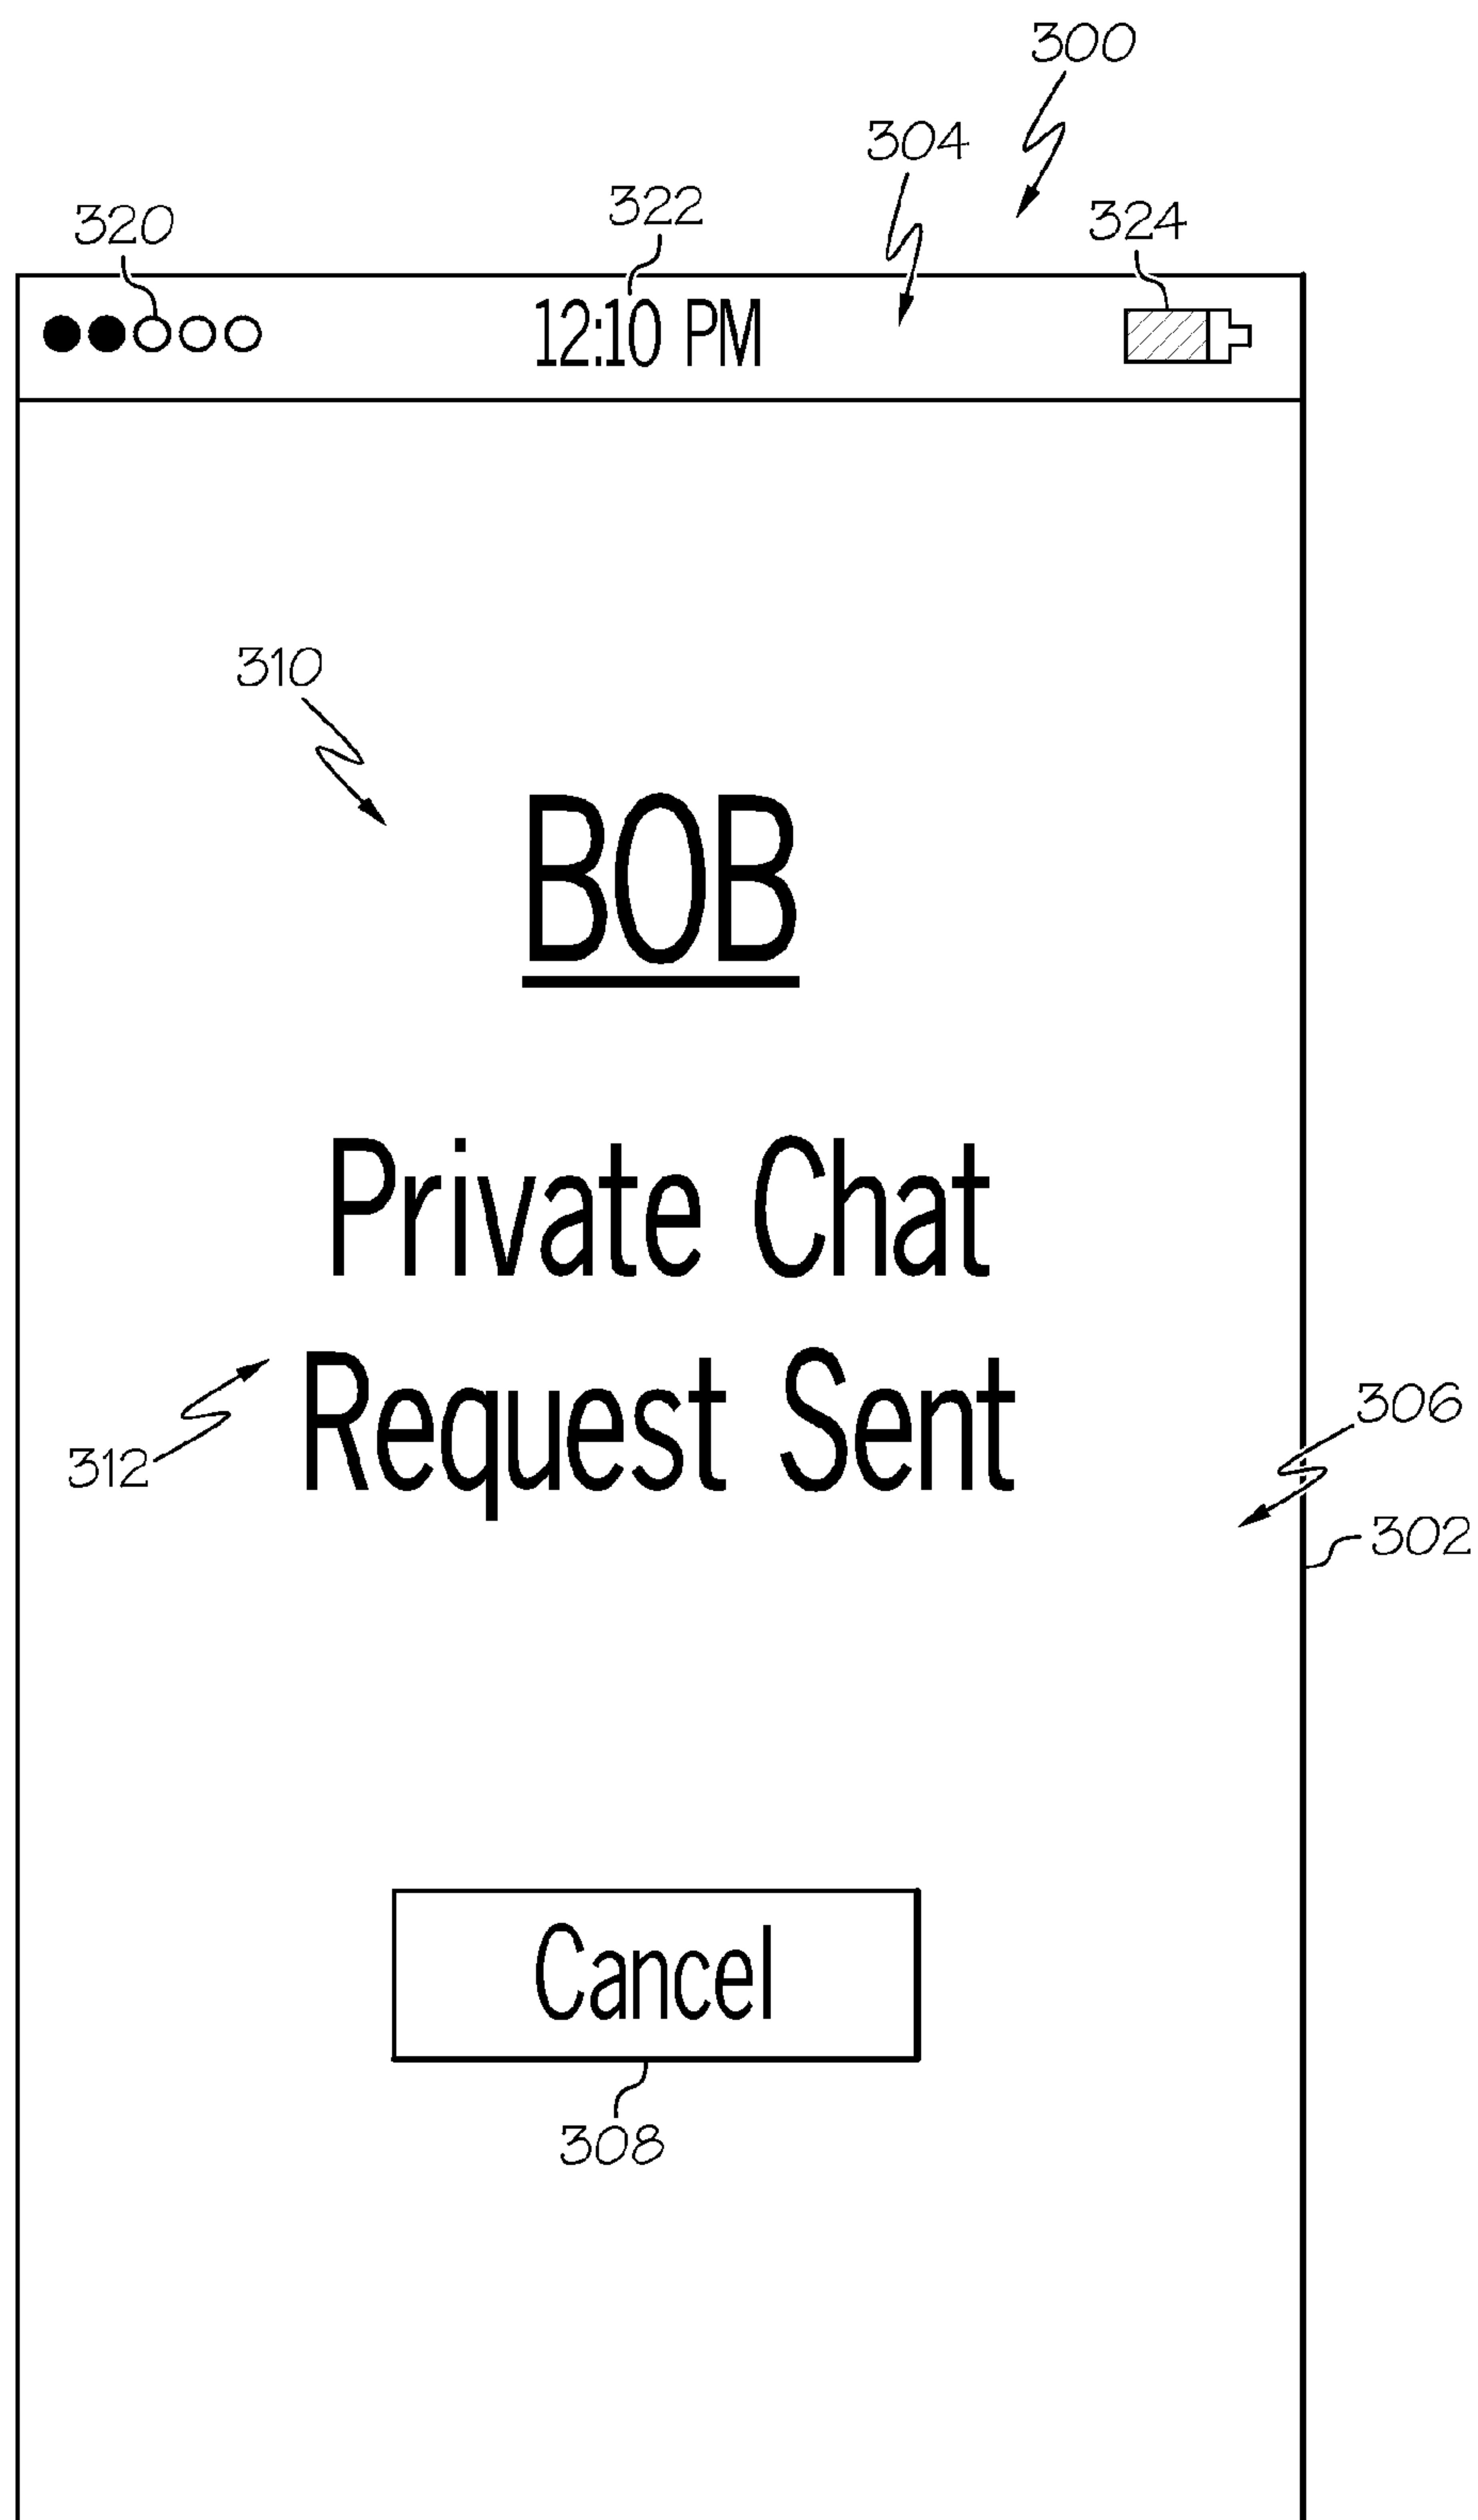 300
304
320 322 324
12:10 PM
310
BOB
Private Chat
Request Sent
306
312
302
Cancel
308